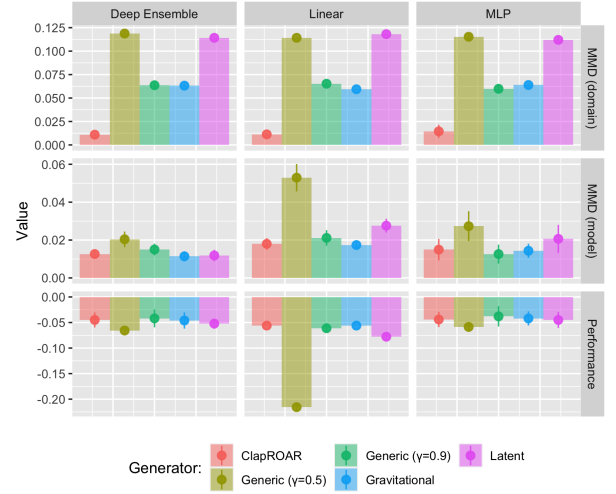 Deep Ensemble Linear MLP
0.125
0.100
0.075
0.050
0.025
0.000
MMD (domain)
0.06
0.04
0.02
0.00
MMD (model)
0.00
-0.05
-0.10
-0.15
-0.20
Performance
Value
Generator:
ClapROAR Generic (γ=0.9) Latent
Generic (γ=0.5) Gravitational